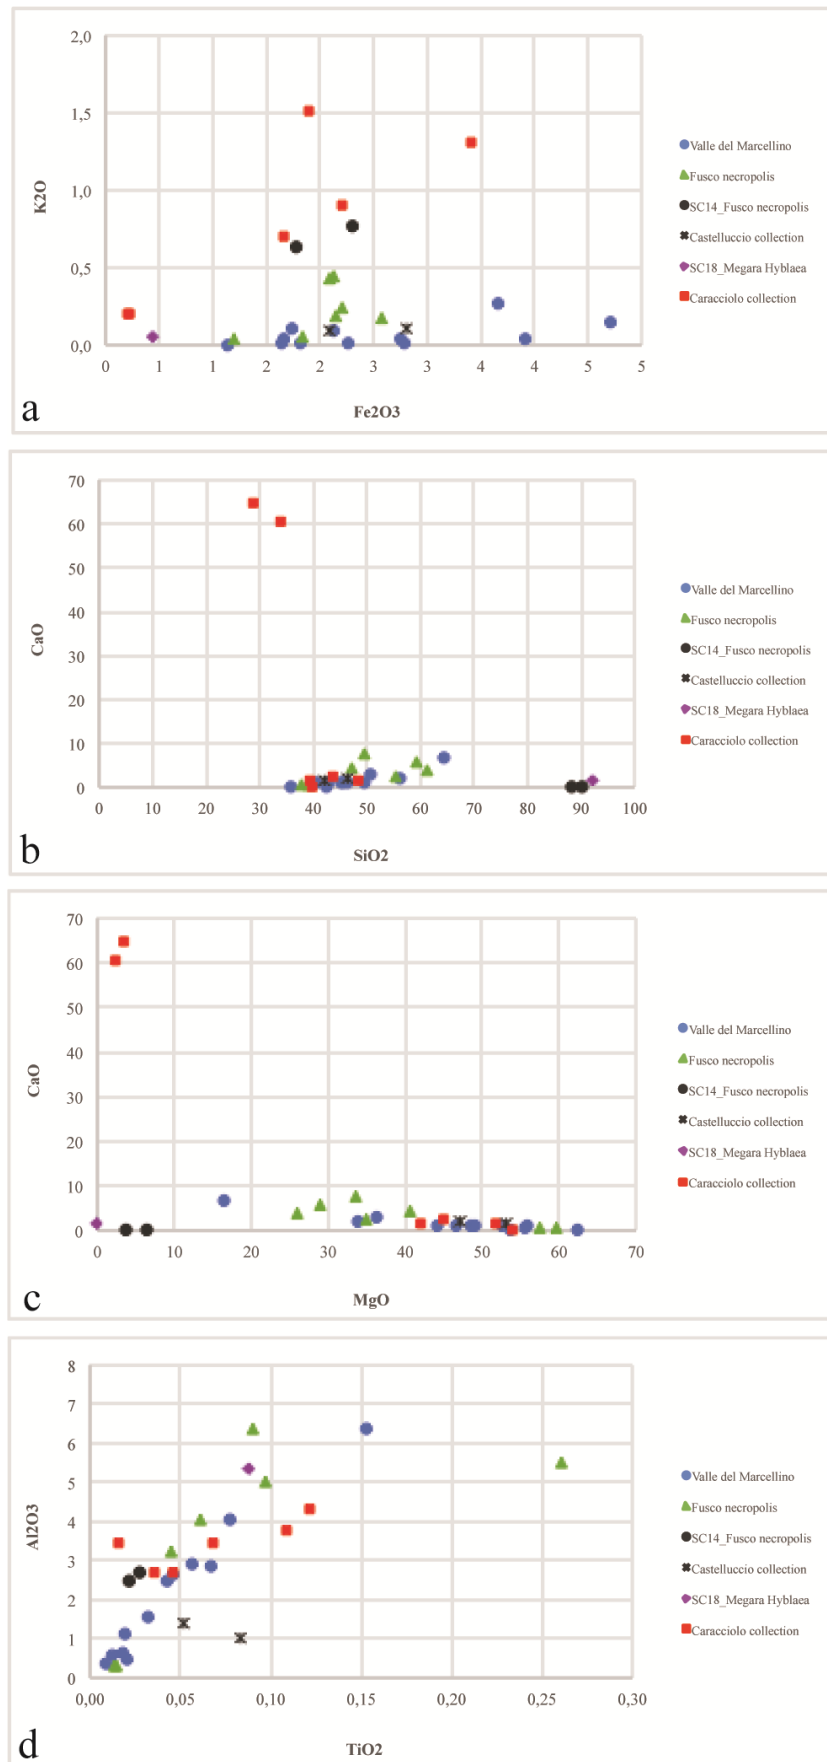 2,0
1,5
1,0
0,5
0,0
K2O
0 1 1 2 2 3 3 4 4 5 5
Fe2O3
Valle del Marcellino
Fusco necropolis
SC14_Fusco necropolis
Castelluccio collection
SC18_Megara Hyblaea
Caracciolo collection
a
70
60
50
40
30
20
10
0
CaO
0 10 20 30 40 50 60 70 80 90 100
SiO2
Valle del Marcellino
Fusco necropolis
SC14_Fusco necropolis
Castelluccio collection
SC18_Megara Hyblaea
Caracciolo collection
b
70
60
50
40
30
20
10
0
CaO
0 10 20 30 40 50 60 70
MgO
Valle del Marcellino
Fusco necropolis
SC14_Fusco necropolis
Castelluccio collection
SC18_Megara Hyblaea
Caracciolo collection
c
8
7
6
5
4
3
2
1
0
Al2O3
0,00 0,05 0,10 0,15 0,20 0,25 0,30
TiO2
Valle del Marcellino
Fusco necropolis
SC14_Fusco necropolis
Castelluccio collection
SC18_Megara Hyblaea
Caracciolo collection
d